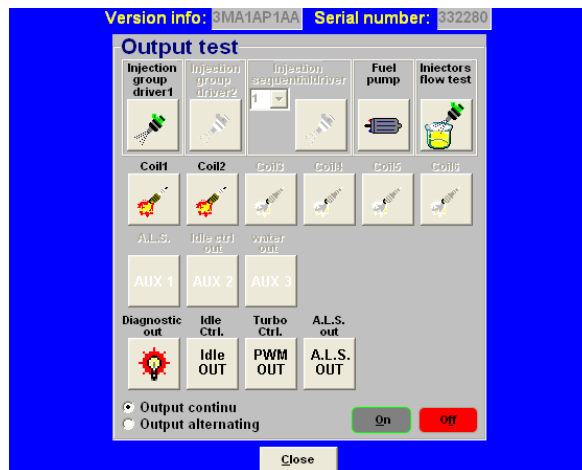 Version info: 3MA1AP1AA Serial number: 332280
Output test
Injection group driver1
Injection group driver2
Injection sequentialdriver
1
Fuel pump
Injectors flow test
Coil1 Coil2 Coil3 Coil4 Coil5 Coil6
A.L.S.
Idle ctrl out
water out
AUX 1 AUX 2 AUX 3
Diagnostic out
Idle Ctrl.
Turbo Ctrl.
A.L.S. out
Idle OUT
PWM OUT
A.L.S. OUT
Output continu
Output alternating
On Off
Close